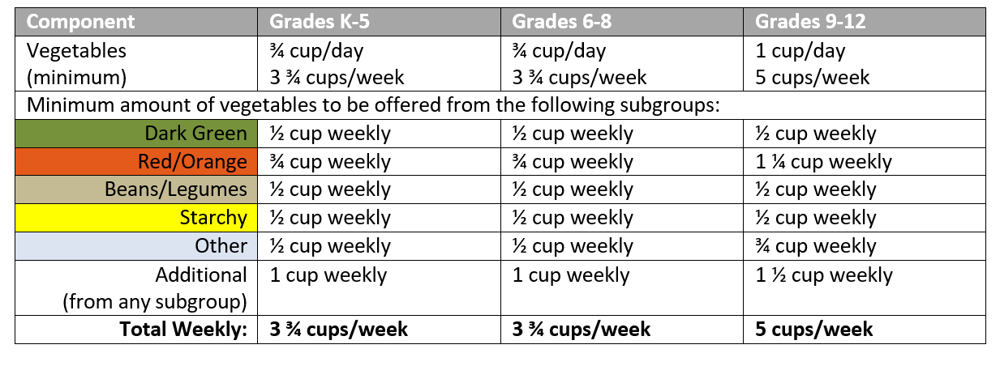 Component Grades K-5 Grades 6-8 Grades 9-12
Vegetables ¾ cup/day ¾ cup/day 1 cup/day
(minimum) 3 ¾ cups/week 3 ¾ cups/week 5 cups/week
Minimum amount of vegetables to be offered from the following subgroups:
Dark Green ½ cup weekly ½ cup weekly ½ cup weekly
Red/Orange ¾ cup weekly ¾ cup weekly 1 ¼ cup weekly
Beans/Legumes ½ cup weekly ½ cup weekly ½ cup weekly
Starchy ½ cup weekly ½ cup weekly ½ cup weekly
Other ½ cup weekly ½ cup weekly ¾ cup weekly
Additional 1 cup weekly 1 cup weekly 1 ½ cup weekly
(from any subgroup)
Total Weekly: 3 ¾ cups/week 3 ¾ cups/week 5 cups/week